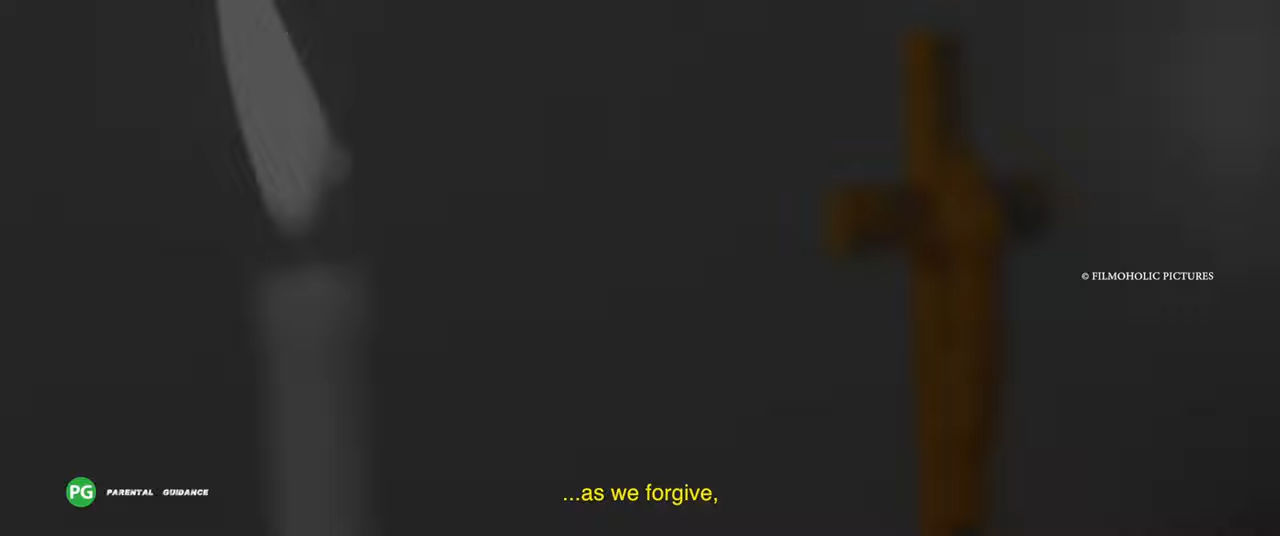 © FILMOHOLIC PICTURES
PG PARENTAL GUIDANCE
...as we forgive,